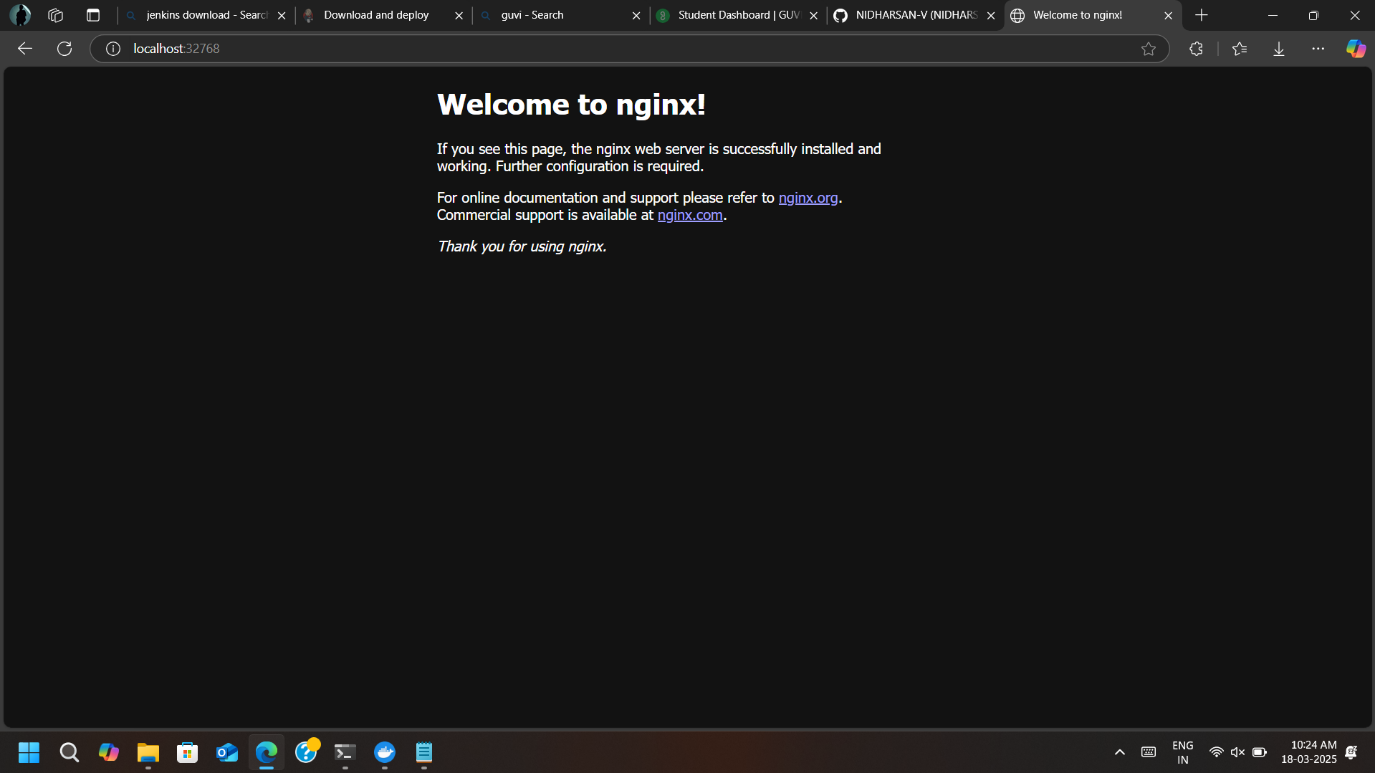 jenkins download - Search
Download and deploy
guvi - Search
Student Dashboard | GUVI
NIDHARSAN-V (NIDHARS
Welcome to nginx!
localhost:32768
Welcome to nginx!
If you see this page, the nginx web server is successfully installed and
working. Further configuration is required.
For online documentation and support please refer to nginx.org.
Commercial support is available at nginx.com.
Thank you for using nginx.
ENG
IN
10:24 AM
18-03-2025